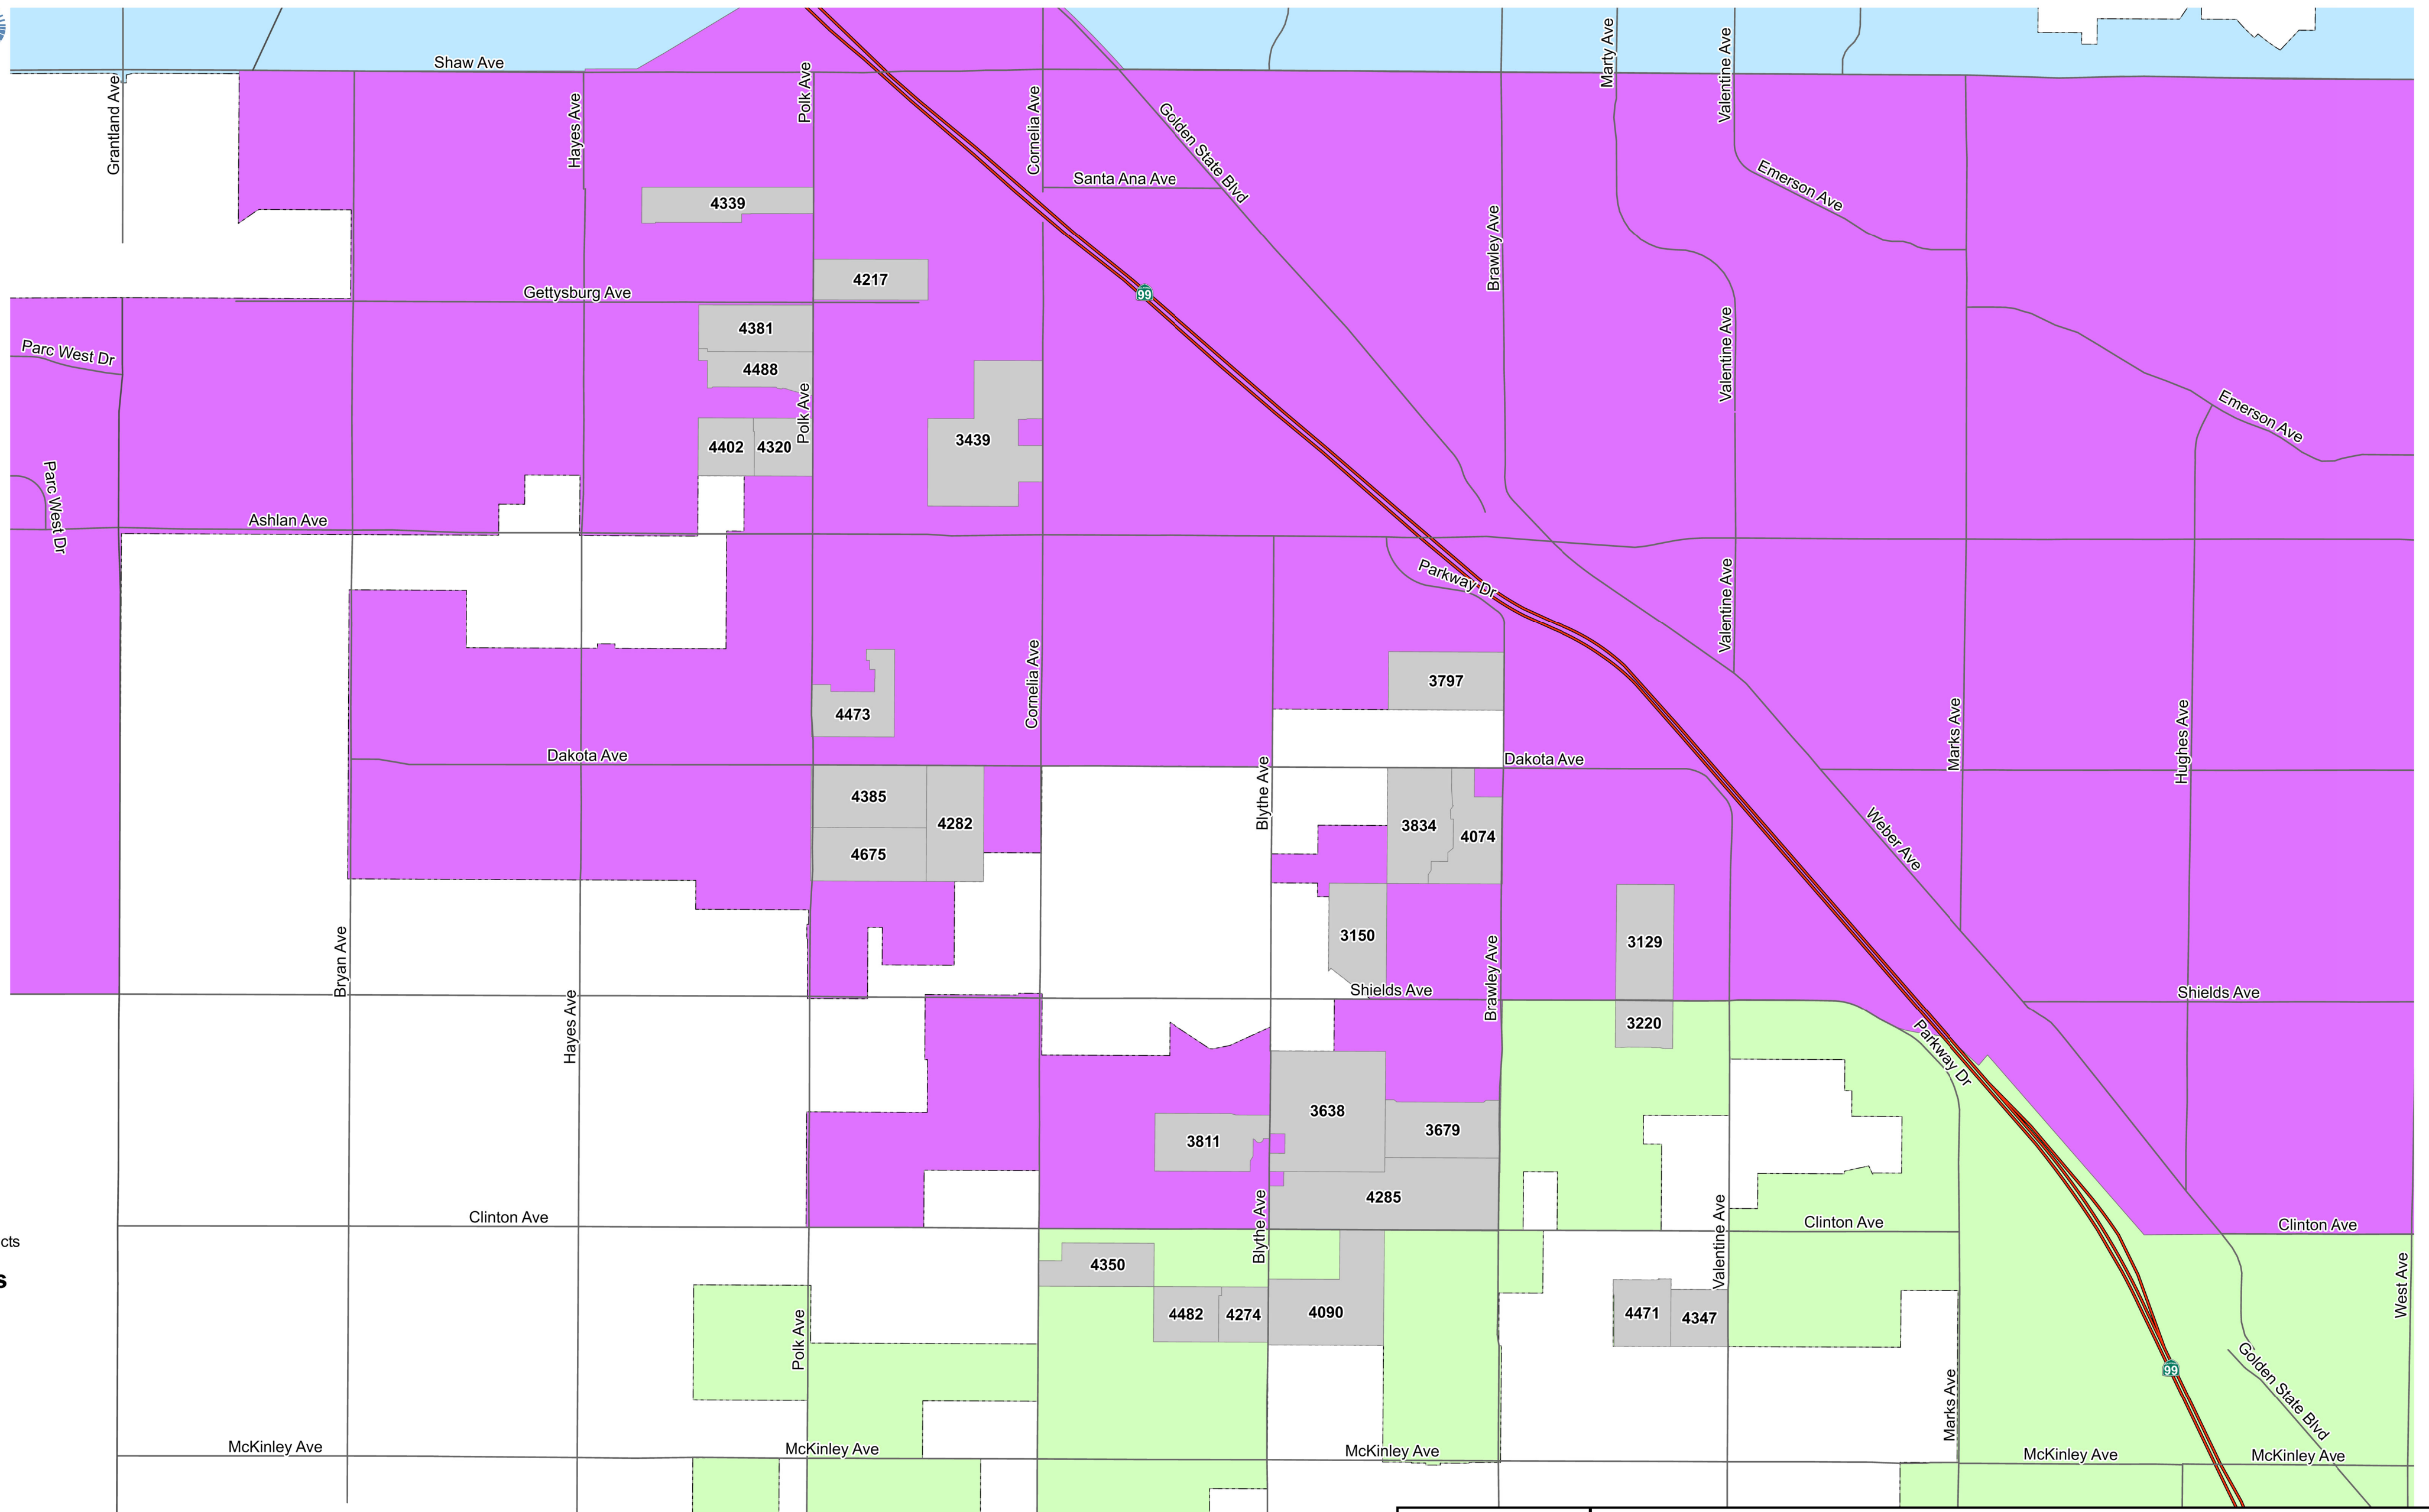 Shaw Ave
Grantland Ave
Hayes Ave
Polk Ave
Cornelia Ave
Golden State Blvd
Marty Ave
Valentine Ave
Santa Ana Ave
Emerson Ave
Brawley Ave
4339
4217
Gettysburg Ave
99
4381
Parc West Dr
4488
Valentine Ave
Polk Ave
Emerson Ave
4402
4320
3439
Parc West Dr
Ashlan Ave
Parkway Dr
Valentine Ave
Cornelia Ave
3797
4473
Marks Ave
Hughes Ave
Dakota Ave
Dakota Ave
Blythe Ave
4385
4282
3834
4074
Weber Ave
4675
3150
3129
Bryan Ave
Brawley Ave
Shields Ave
Shields Ave
Hayes Ave
3220
Parkway Dr
3638
3811
3679
4285
Clinton Ave
Clinton Ave
Clinton Ave
cts
Blythe Ave
Valentine Ave
4350
s
West Ave
4482
4274
4090
4471
4347
Polk Ave
99
Golden State Blvd
Marks Ave
McKinley Ave
McKinley Ave
McKinley Ave
McKinley Ave
McKinley Ave